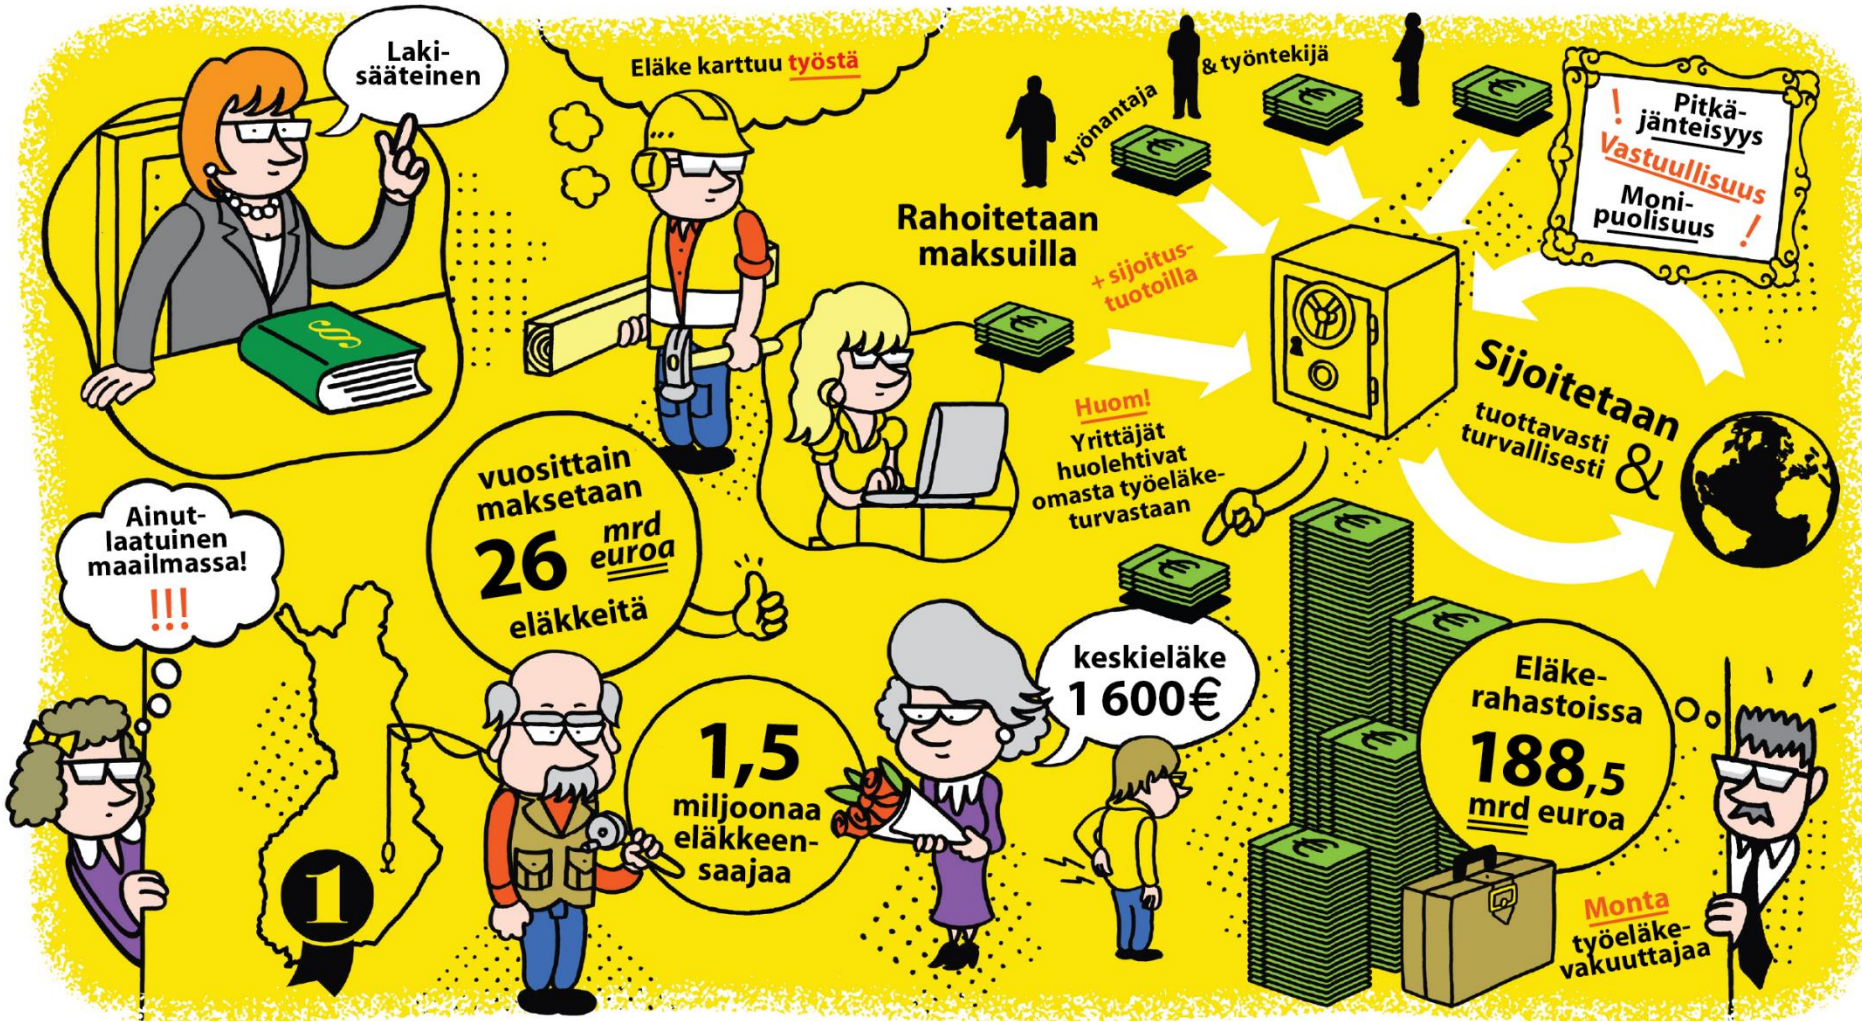 Laki-
sääteinen
Eläke karttuu työstä
työnantaja
& työntekijä
Pitkä-
jänteisyys
Vastuullisuus
Moni-
puolisuus
!
!
Rahoitetaan
maksuilla
+ sijoitus-
tuotoilla
Huom!
Yrittäjät
huolehtivat
omasta työeläke-
turvastaan
Sijoitetaan
tuottavasti
turvallisesti &
vuosittain
maksetaan
26 mrd
euroa
eläkkeitä
Ainut-
laatuinen
maailmassa!
!!!
1
1,5
miljoonaa
eläkkeen-
saajaa
keskieläke
1 600 €
Eläke-
rahastoissa
188,5
mrd euroa
Monta
työeläke-
vakuuttajaa
§
€
€
€
€
€
€
€
€
€